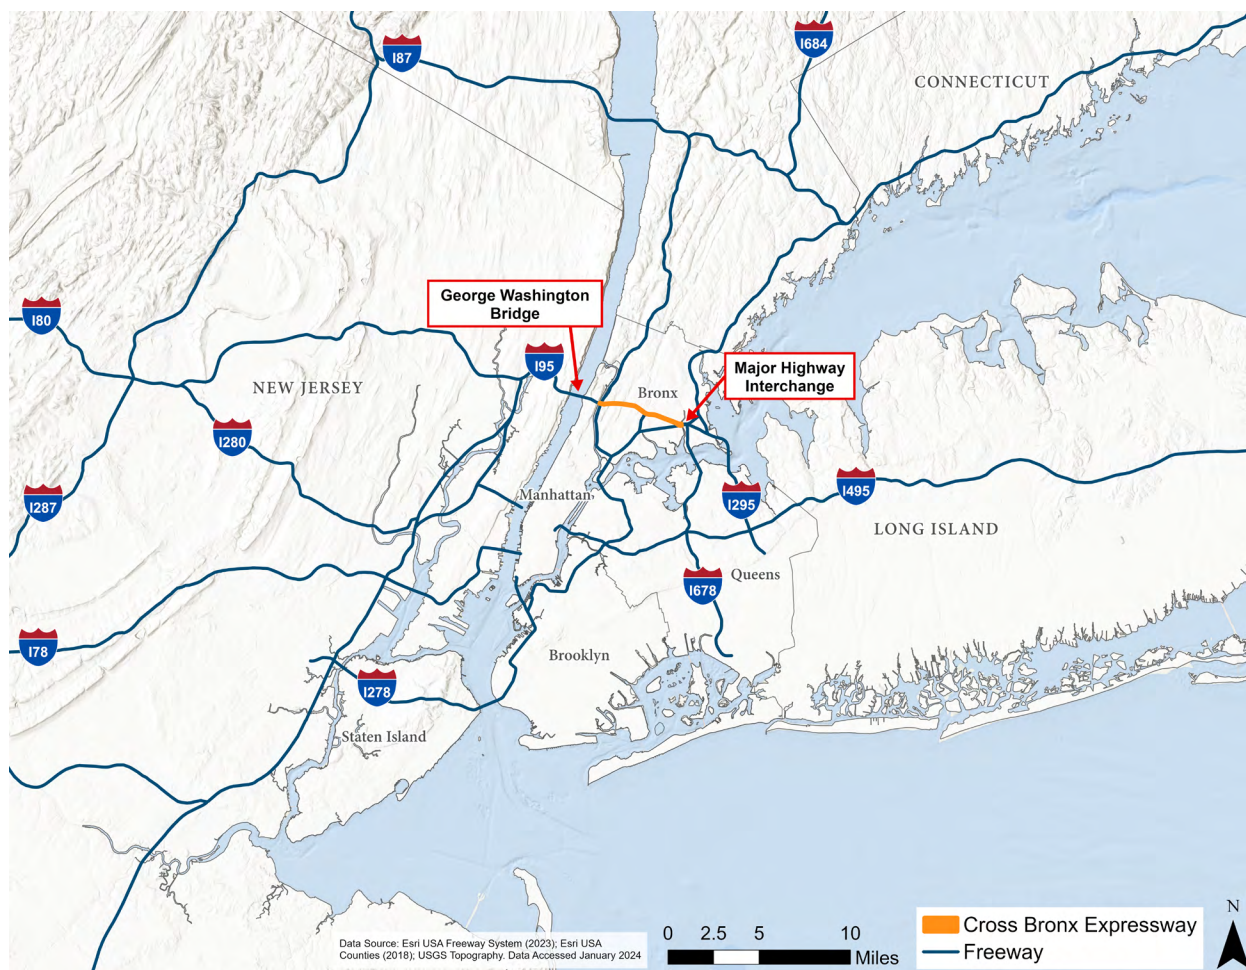 I87
I684
CONNECTICUT
George Washington
Bridge
I80
I95
Major Highway
Interchange
NEW JERSEY
Bronx
I280
I287
Manhattan
I295
I495
LONG ISLAND
I678
Queens
I78
Brooklyn
I278
Staten Island
Data Source: Esri USA Freeway System (2023); Esri USA
Counties (2018); USGS Topography. Data Accessed January 2024
0 2.5 5 10
Miles
Cross Bronx Expressway
Freeway
N